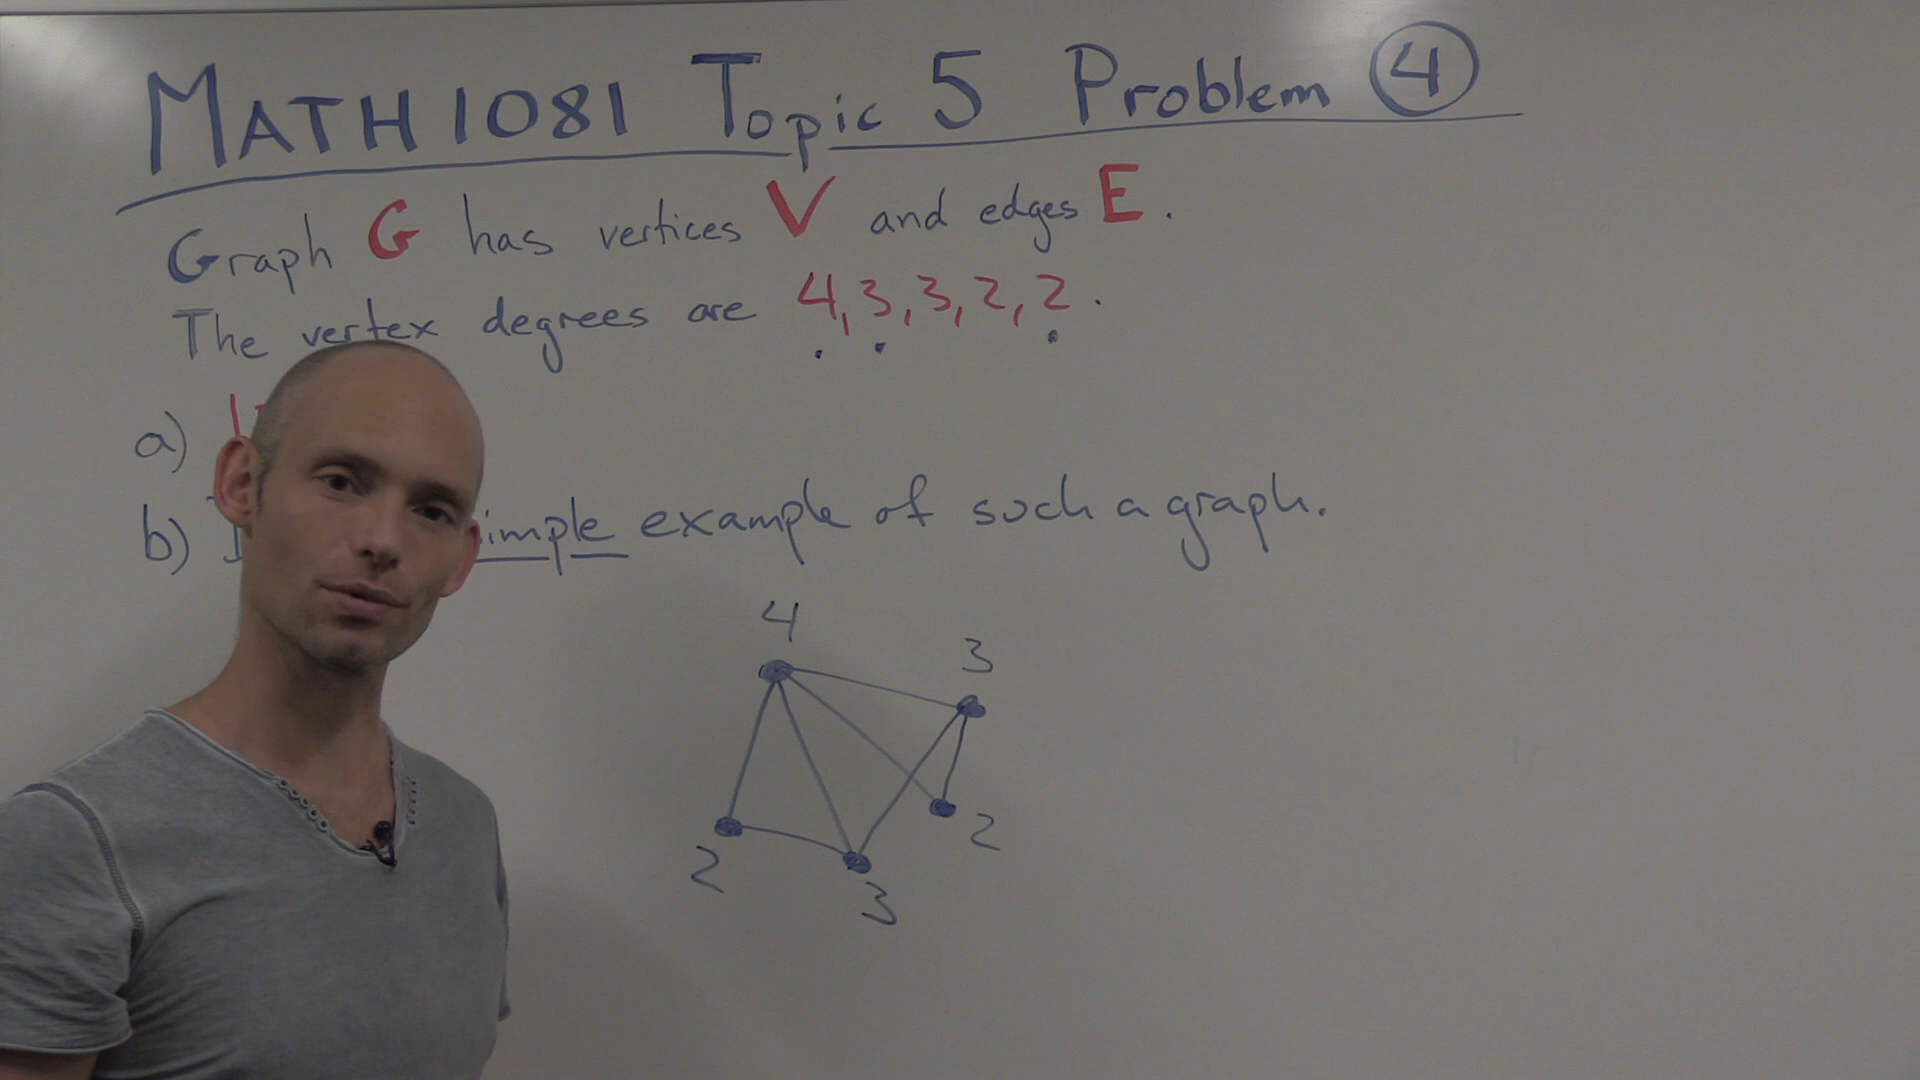 MATH1081 Topic 5 Problem 4
Graph G has vertices V and edges E.
The vertex degrees are 4,3,3,2,2.
a)
b) simple example of such a graph.
4
3
2
2
3